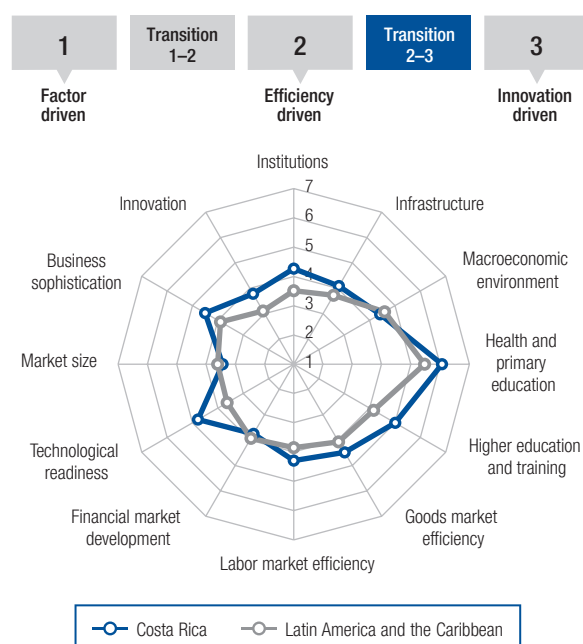 1
Transition
1–2
2
Transition
2–3
3
Factor
driven
Efficiency
driven
Innovation
driven
Institutions
7
6
5
4
3
2
1
Infrastructure
Macroeconomic
environment
Health and
primary
education
Higher education
and training
Goods market
efficiency
Labor market efficiency
Financial market
development
Technological
readiness
Market size
Business
sophistication
Innovation
Costa Rica
Latin America and the Caribbean